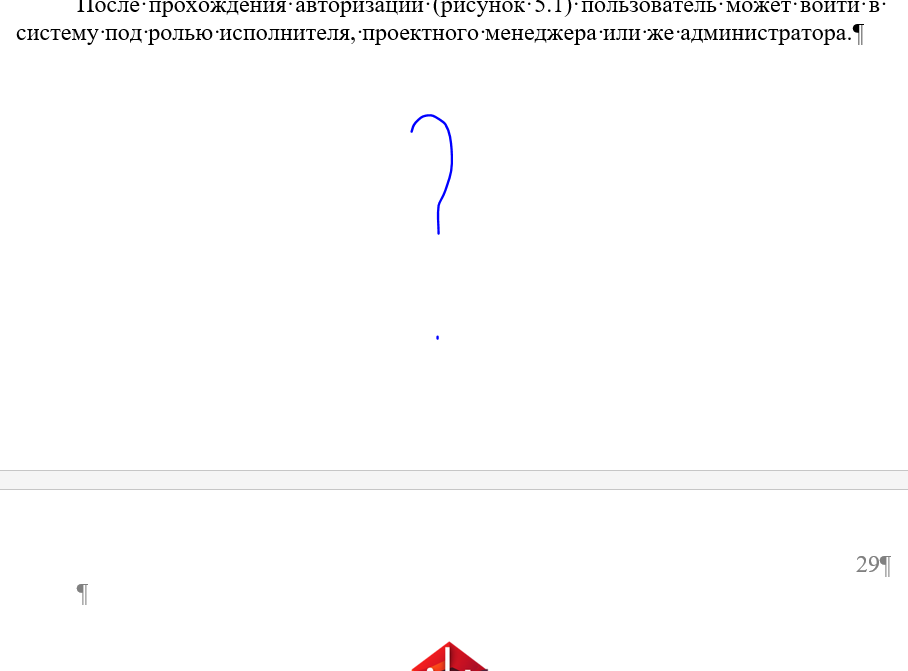 После прохождения авторизации (рисунок 5.1) пользователь может войти в
систему под ролью исполнителя, проектного менеджера или же администратора.¶
?
29¶
¶